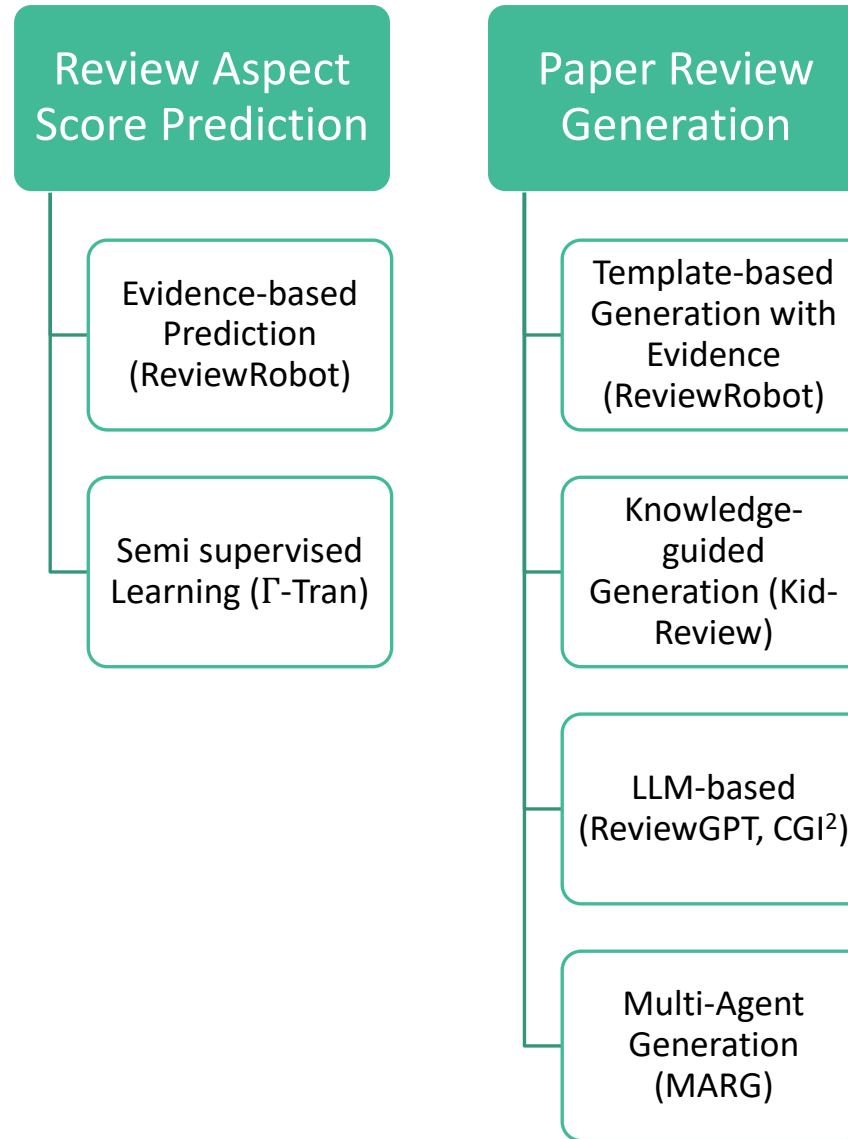 Review Aspect
Score Prediction
Evidence-based
Prediction
(ReviewRobot)
Semi supervised
Learning (Γ-Tran)
Paper Review
Generation
Template-based
Generation with
Evidence
(ReviewRobot)
Knowledge-
guided
Generation (Kid-
Review)
LLM-based
(ReviewGPT, CGI²)
Multi-Agent
Generation
(MARG)